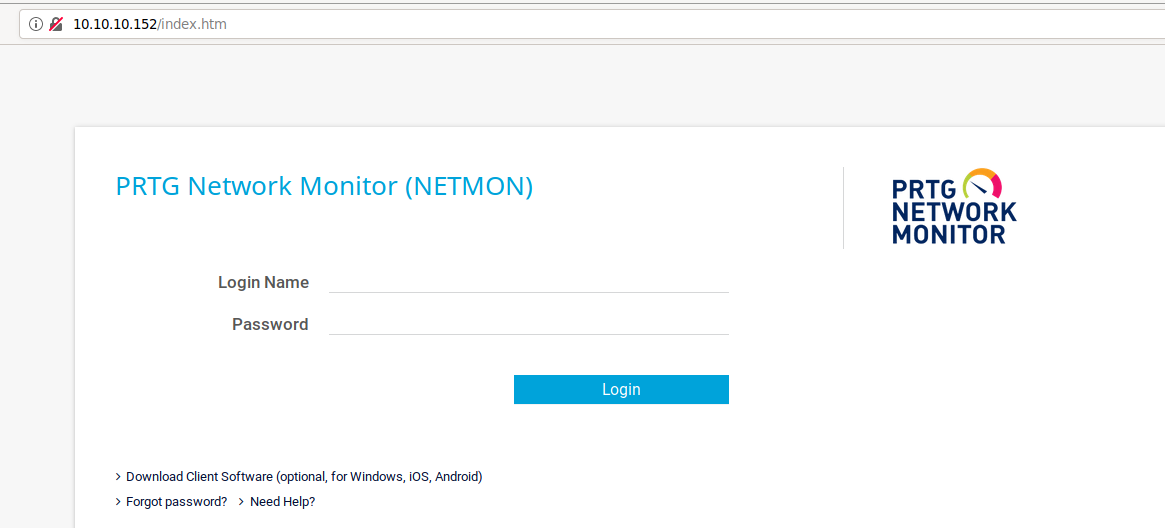 10.10.10.152/index.htm
PRTG Network Monitor (NETMON)
PRTG
NETWORK
MONITOR
Login Name
Password
Login
> Download Client Software (optional, for Windows, iOS, Android)
> Forgot password? > Need Help?